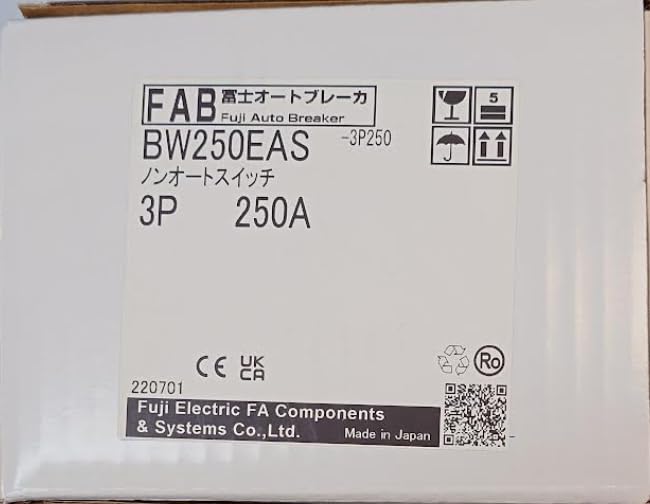 FAB 富士オートブレーカ
Fuji Auto Breaker
5
BW250EAS -3P250
ノンオートスイッチ
3P 250A
CE UK CA
Ro
220701
Fuji Electric FA Components
& Systems Co.,Ltd. Made in Japan